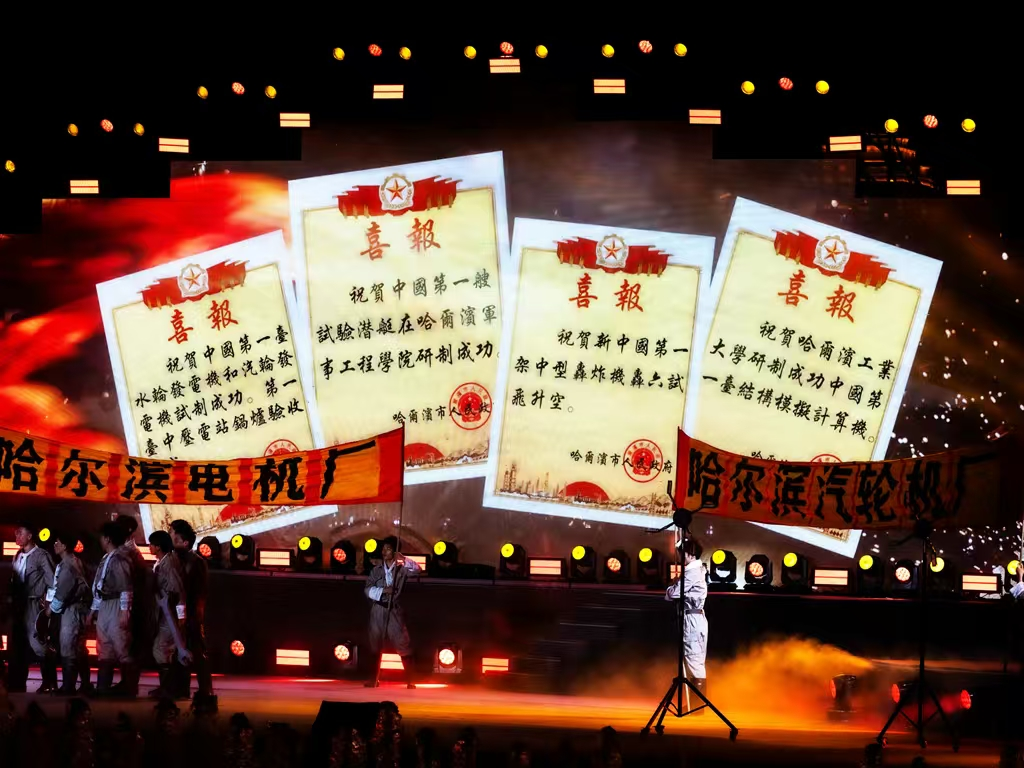 喜報
祝賀中國第一臺
水輪發電機和汽輪發
電機試制成功。第一
臺中壓電站鍋爐驗收
喜報
祝賀中國第一艘
試驗潛艇在哈爾濱軍
事工程學院研制成功。
哈爾濱市人民政
喜報
祝賀新中國第一
架中型轟炸機轟六試
飛升空。
哈爾濱市人民政府
喜報
祝賀哈爾濱工業
大學研制成功中國第
一臺結構模擬計算機。
哈尔滨电机厂
哈尔滨汽轮机厂